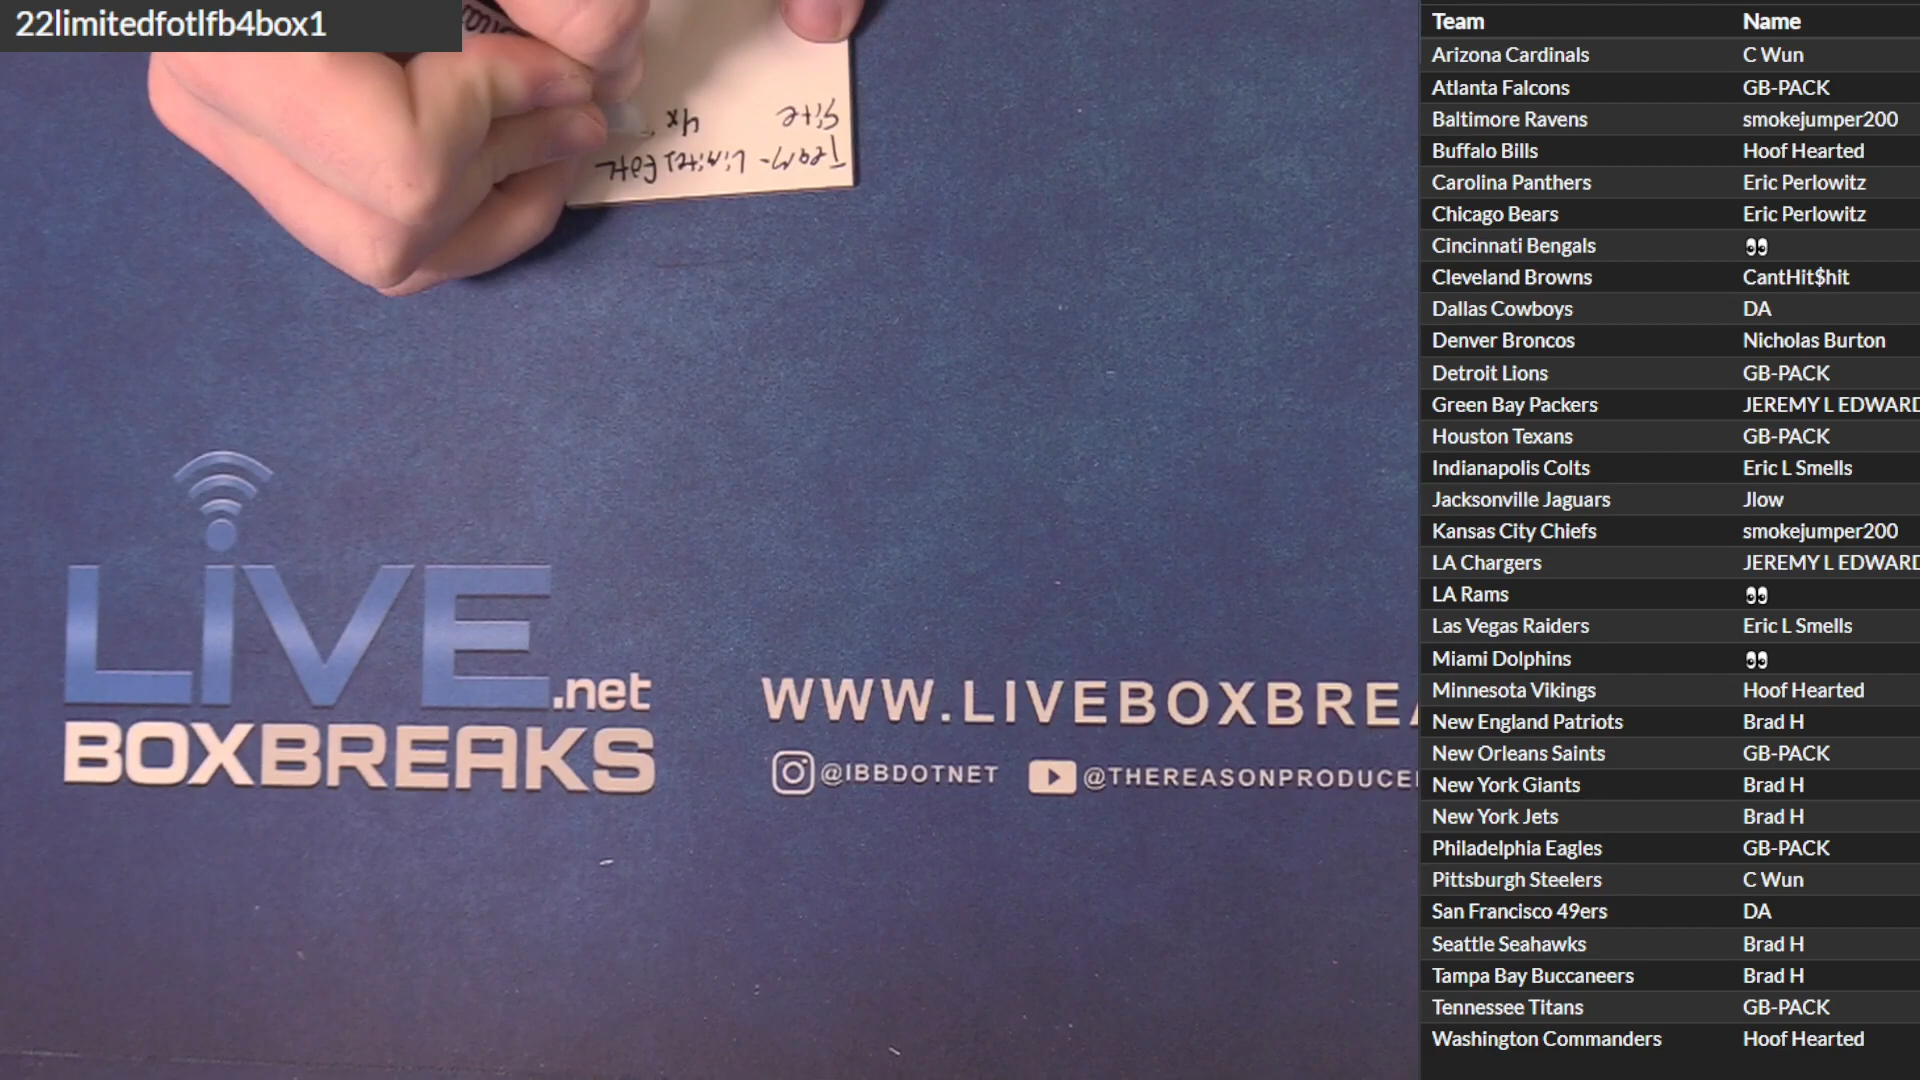 22limitedfotlfb4box1
Team - Limited FOTL
Site 4x
LIVE.net
BOXBREAKS
WWW.LIVEBOXBREA
@IBBDOTNET @THEREASONPRODUCE
Team Name
Arizona Cardinals C Wun
Atlanta Falcons GB-PACK
Baltimore Ravens smokejumper200
Buffalo Bills Hoof Hearted
Carolina Panthers Eric Perlowitz
Chicago Bears Eric Perlowitz
Cincinnati Bengals 👀
Cleveland Browns CantHit$hit
Dallas Cowboys DA
Denver Broncos Nicholas Burton
Detroit Lions GB-PACK
Green Bay Packers JEREMY L EDWARD
Houston Texans GB-PACK
Indianapolis Colts Eric L Smells
Jacksonville Jaguars Jlow
Kansas City Chiefs smokejumper200
LA Chargers JEREMY L EDWARD
LA Rams 👀
Las Vegas Raiders Eric L Smells
Miami Dolphins 👀
Minnesota Vikings Hoof Hearted
New England Patriots Brad H
New Orleans Saints GB-PACK
New York Giants Brad H
New York Jets Brad H
Philadelphia Eagles GB-PACK
Pittsburgh Steelers C Wun
San Francisco 49ers DA
Seattle Seahawks Brad H
Tampa Bay Buccaneers Brad H
Tennessee Titans GB-PACK
Washington Commanders Hoof Hearted